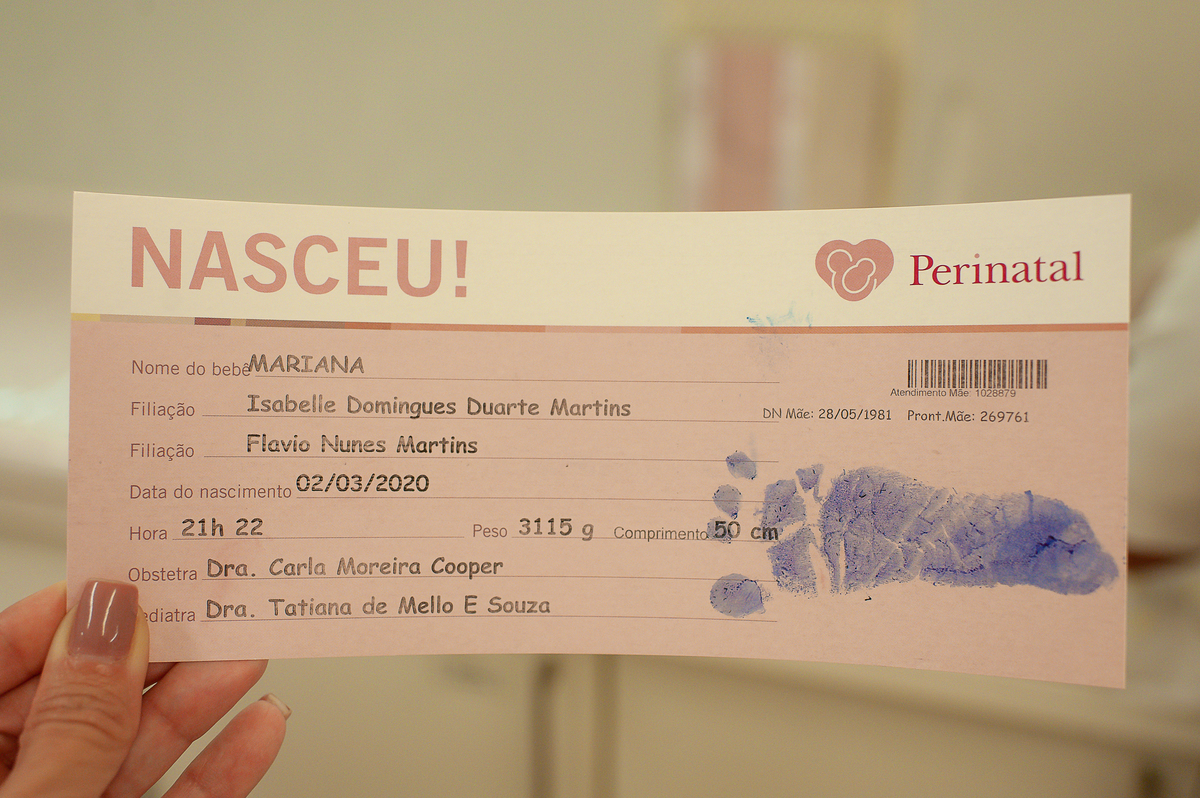 NASCEU!
Perinatal
Nome do bebê MARIANA
Atendimento Mãe: 1028879
Filiação Isabelle Domingues Duarte Martins
DN Mãe: 28/05/1981 Pront.Mãe: 269761
Filiação Flavio Nunes Martins
Data do nascimento 02/03/2020
Hora 21h 22 Peso 3115 g Comprimento 50 cm
Obstetra Dra. Carla Moreira Cooper
ediatra Dra. Tatiana de Mello E Souza